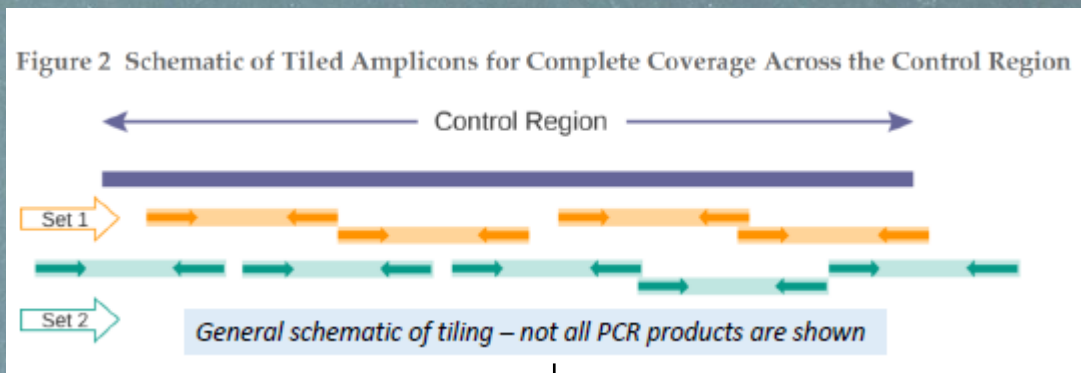 Figure 2 Schematic of Tiled Amplicons for Complete Coverage Across the Control Region
Control Region
Set 1
Set 2
General schematic of tiling – not all PCR products are shown